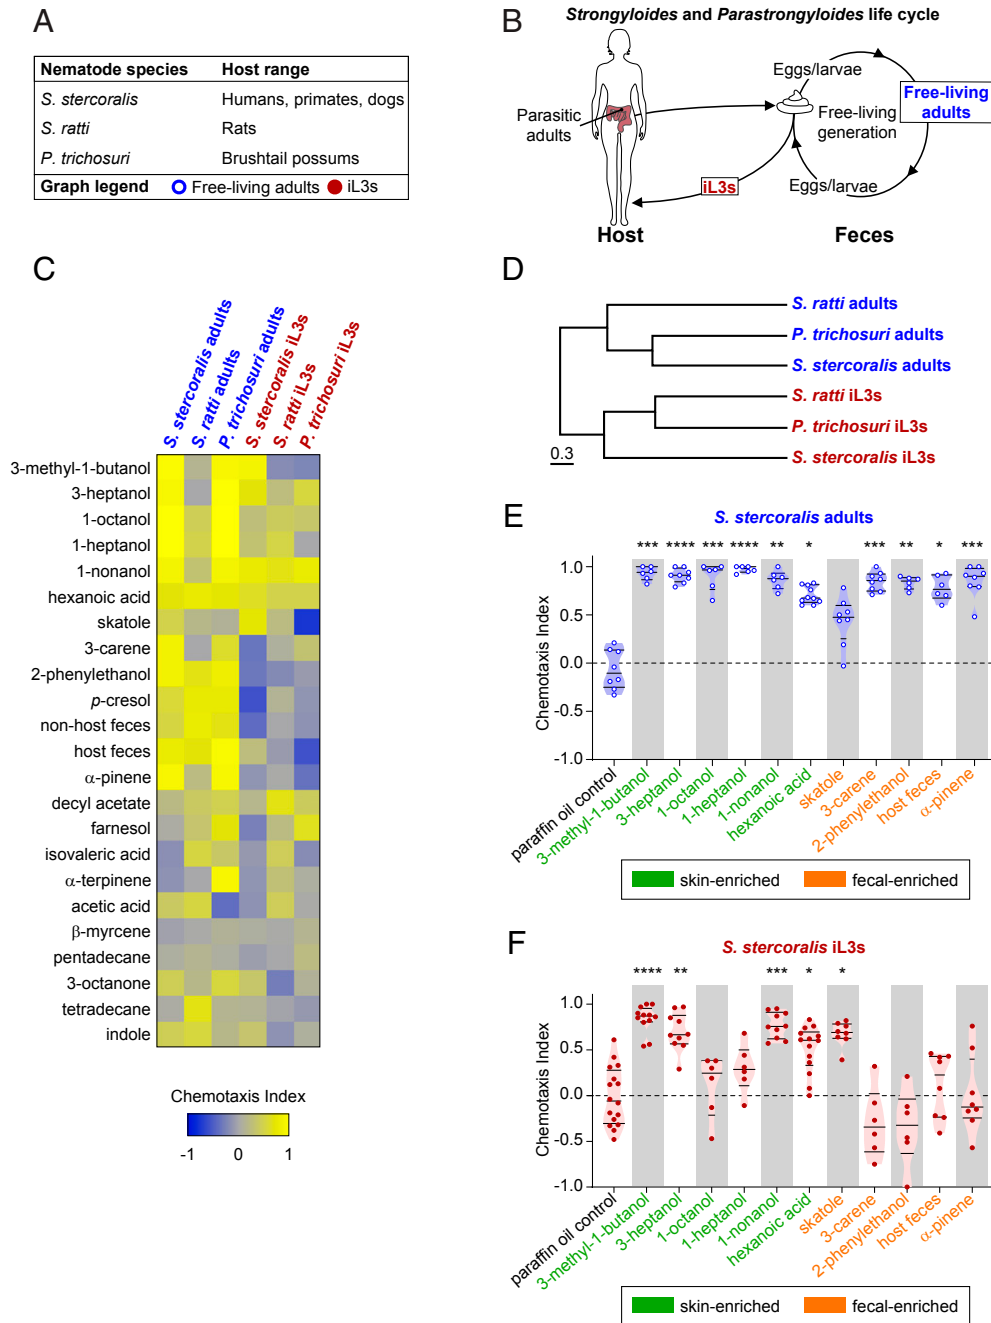 A
Nematode species Host range
S. stercoralis Humans, primates, dogs
S. ratti Rats
P. trichosuri Brushtail possums
Graph legend Free-living adults iL3s
B
Strongyloides and Parastrongyloides life cycle
Eggs/larvae
Free-living
adults
Parasitic
adults
Free-living
generation
Eggs/larvae
iL3s
Host
Feces
C
S. stercoralis adults
S. ratti adults
P. trichosuri adults
S. stercoralis iL3s
S. ratti iL3s
P. trichosuri iL3s
3-methyl-1-butanol
3-heptanol
1-octanol
1-heptanol
1-nonanol
hexanoic acid
skatole
3-carene
2-phenylethanol
p-cresol
non-host feces
host feces
α-pinene
decyl acetate
farnesol
isovaleric acid
α-terpinene
acetic acid
β-myrcene
pentadecane
3-octanone
tetradecane
indole
Chemotaxis Index
-1 0 1
D
S. ratti adults
P. trichosuri adults
S. stercoralis adults
S. ratti iL3s
P. trichosuri iL3s
S. stercoralis iL3s
0.3
E
S. stercoralis adults
*** **** *** **** ** * *** ** * ***
Chemotaxis Index
1.0
0.5
0.0
-0.5
-1.0
paraffin oil control
3-methyl-1-butanol
3-heptanol
1-octanol
1-heptanol
1-nonanol
hexanoic acid
skatole
3-carene
2-phenylethanol
host feces
α-pinene
skin-enriched fecal-enriched
F
S. stercoralis iL3s
**** ** *** * *
Chemotaxis Index
1.0
0.5
0.0
-0.5
-1.0
paraffin oil control
3-methyl-1-butanol
3-heptanol
1-octanol
1-heptanol
1-nonanol
hexanoic acid
skatole
3-carene
2-phenylethanol
host feces
α-pinene
skin-enriched fecal-enriched